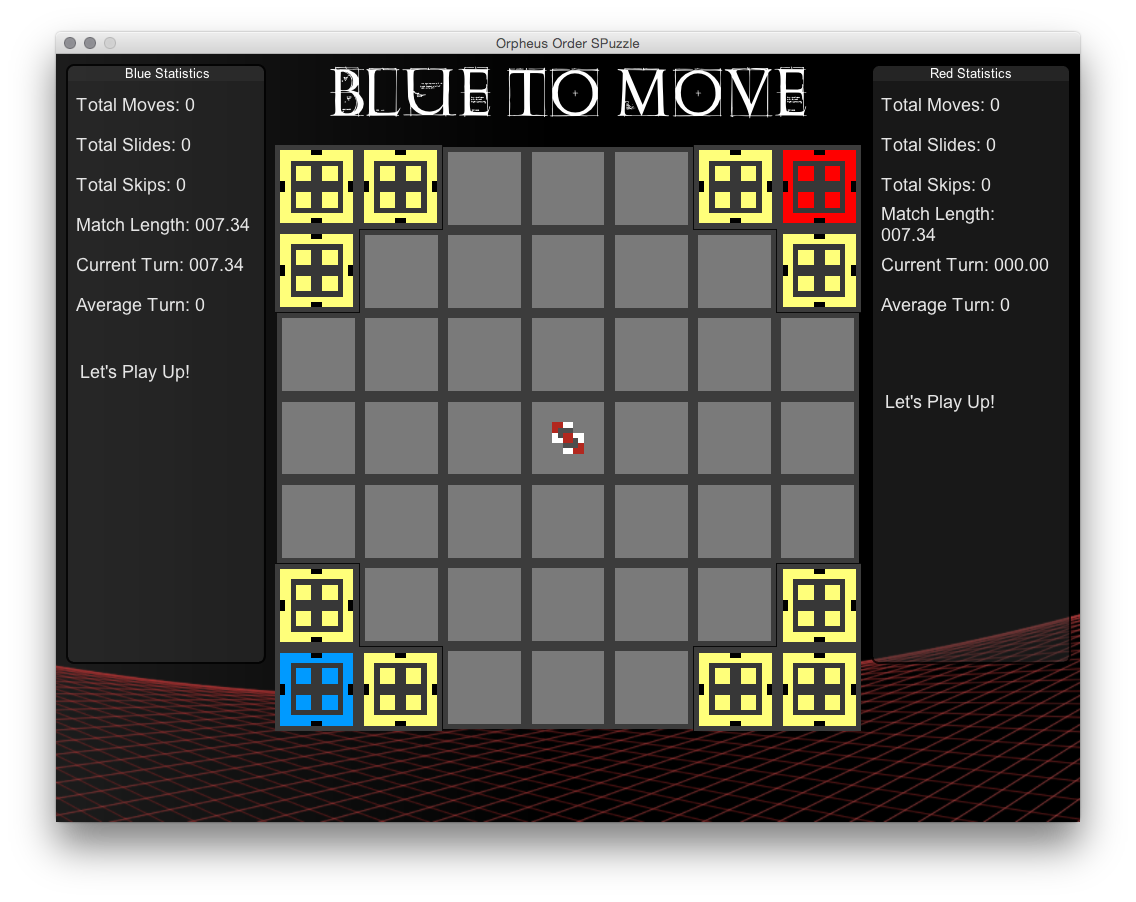 Orpheus Order SPuzzle
BLUE TO MOVE
Blue Statistics
Total Moves: 0
Total Slides: 0
Total Skips: 0
Match Length: 007.34
Current Turn: 007.34
Average Turn: 0
Let's Play Up!
Red Statistics
Total Moves: 0
Total Slides: 0
Total Skips: 0
Match Length:
007.34
Current Turn: 000.00
Average Turn: 0
Let's Play Up!